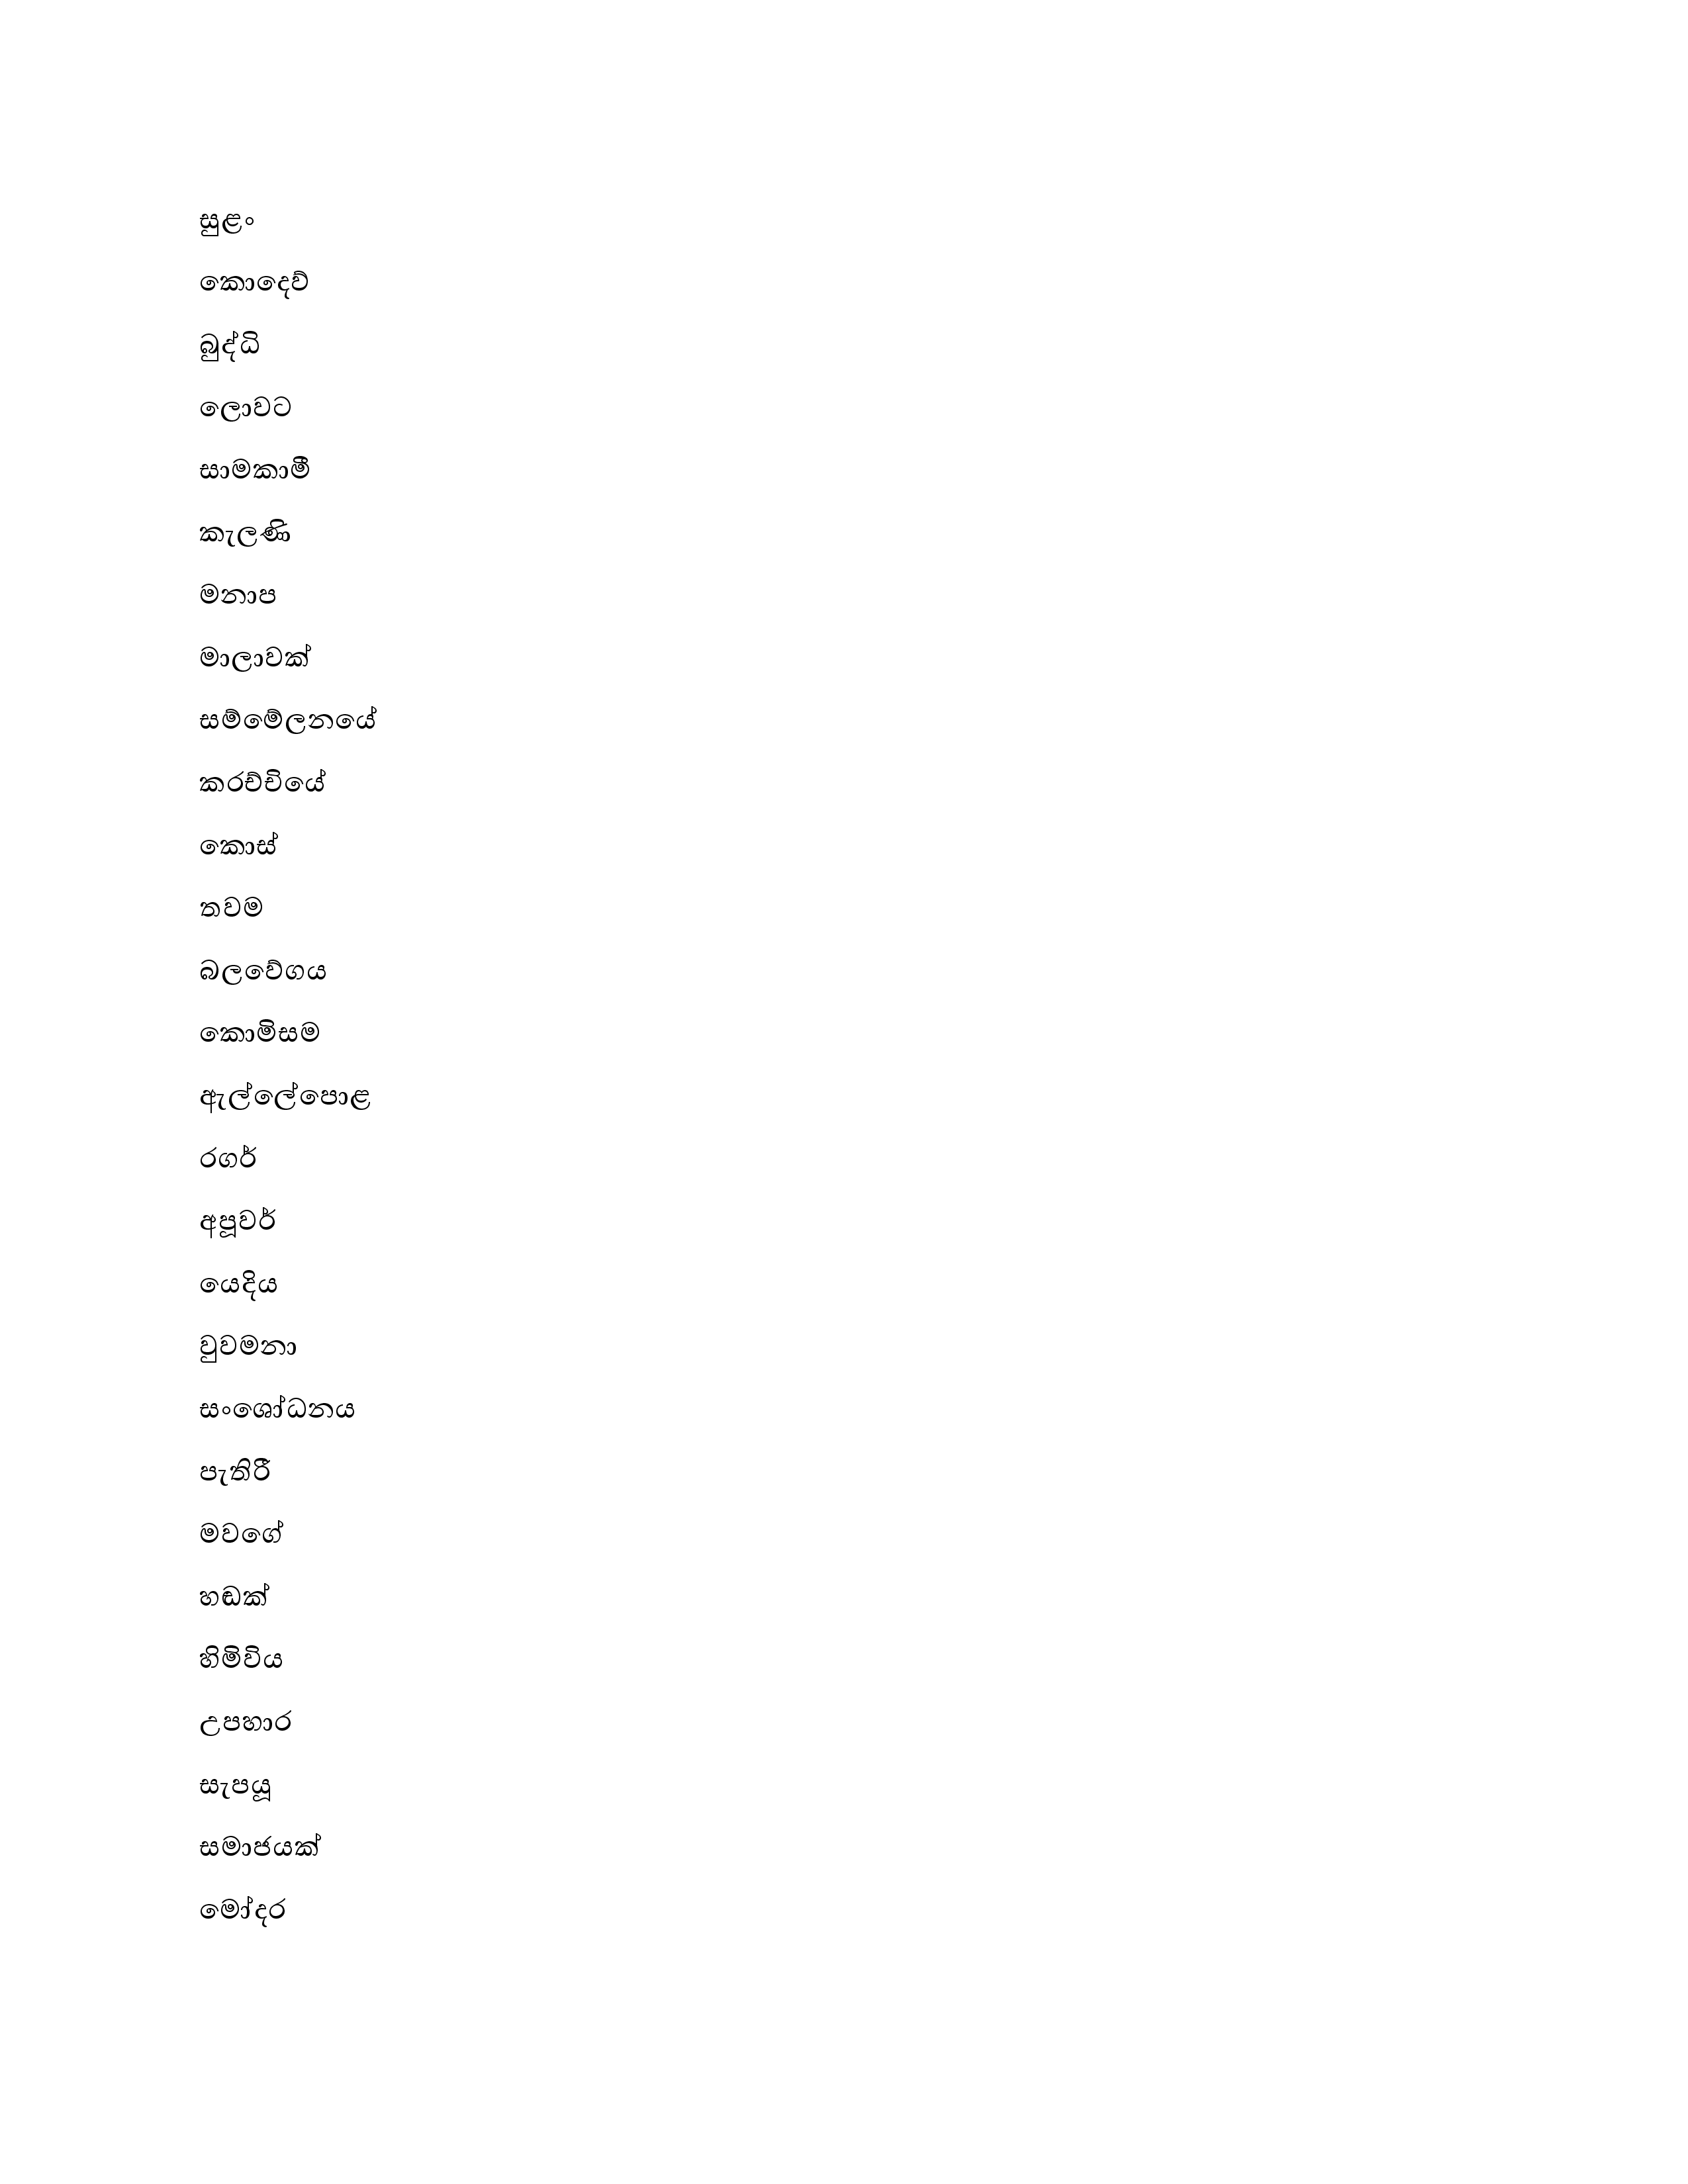 සුළං
කොදෙව්
බුද්ධි
ලොවට
සාමකාමී
කැලණි
මනාප
මාලාවක්
සම්මේලනයේ
කරච්චියේ
කොස්
තවම
බලවේගය
කොමිසම
ඇල්ලේපොළ
රගර්
අපූවර්
යෙදිය
වුවමනා
සංශෝධනය
පැතිරී
මවගේ
හඬක්
හිමිවිය
උපහාර
සැපයූ
සමාජයක්
මෝදර